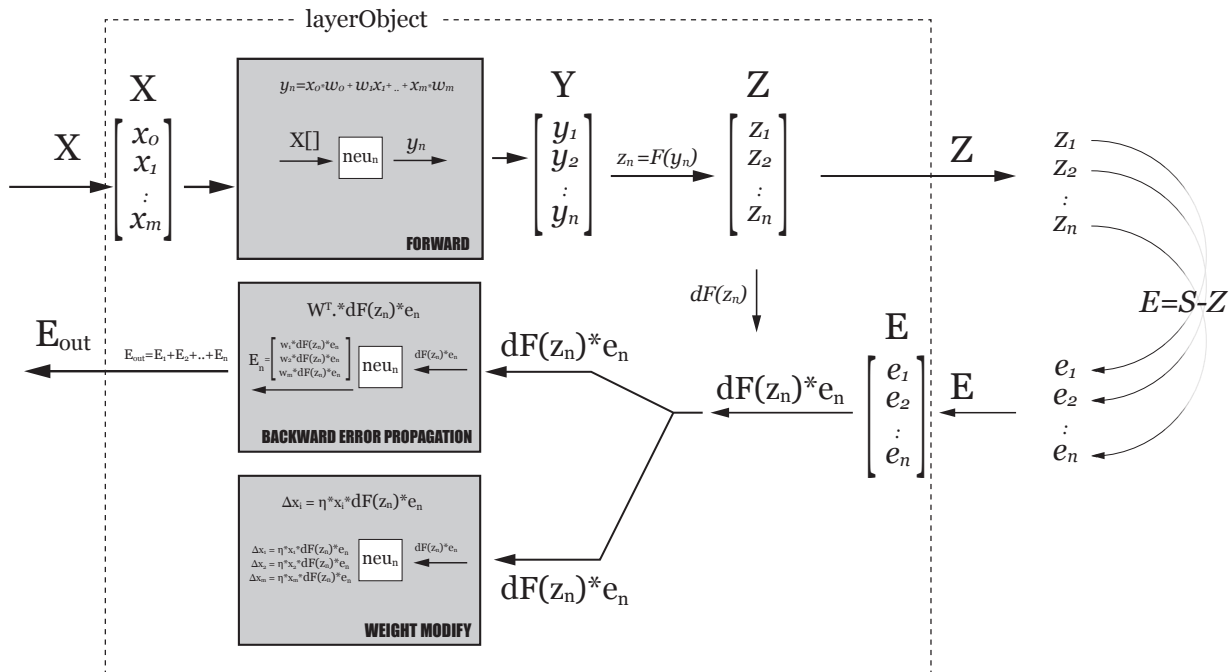 layerObject
X
X
x₀
x₁
:
xₘ
yₙ=x₀*w₀+w₁x₁+..+xₘ*wₘ
X[]
neuₙ
yₙ
FORWARD
Y
y₁
y₂
:
yₙ
zₙ=F(yₙ)
Z
z₁
z₂
:
zₙ
Z
z₁
z₂
:
zₙ
E=S-Z
e₁
e₂
:
eₙ
E
E
e₁
e₂
:
eₙ
dF(zₙ)
dF(zₙ)*eₙ
dF(zₙ)*eₙ
Wᵀ.*dF(zₙ)*eₙ
Eₙ=
w₁*dF(zₙ)*eₙ
w₂*dF(zₙ)*eₙ
wₘ*dF(zₙ)*eₙ
neuₙ
dF(zₙ)*eₙ
BACKWARD ERROR PROPAGATION
Eout
Eout=E₁+E₂+..+Eₙ
Δxᵢ = η*xᵢ*dF(zₙ)*eₙ
Δx₁ = η*x₁*dF(zₙ)*eₙ
Δx₂ = η*x₂*dF(zₙ)*eₙ
Δxₘ = η*xₘ*dF(zₙ)*eₙ
neuₙ
dF(zₙ)*eₙ
WEIGHT MODIFY
dF(zₙ)*eₙ